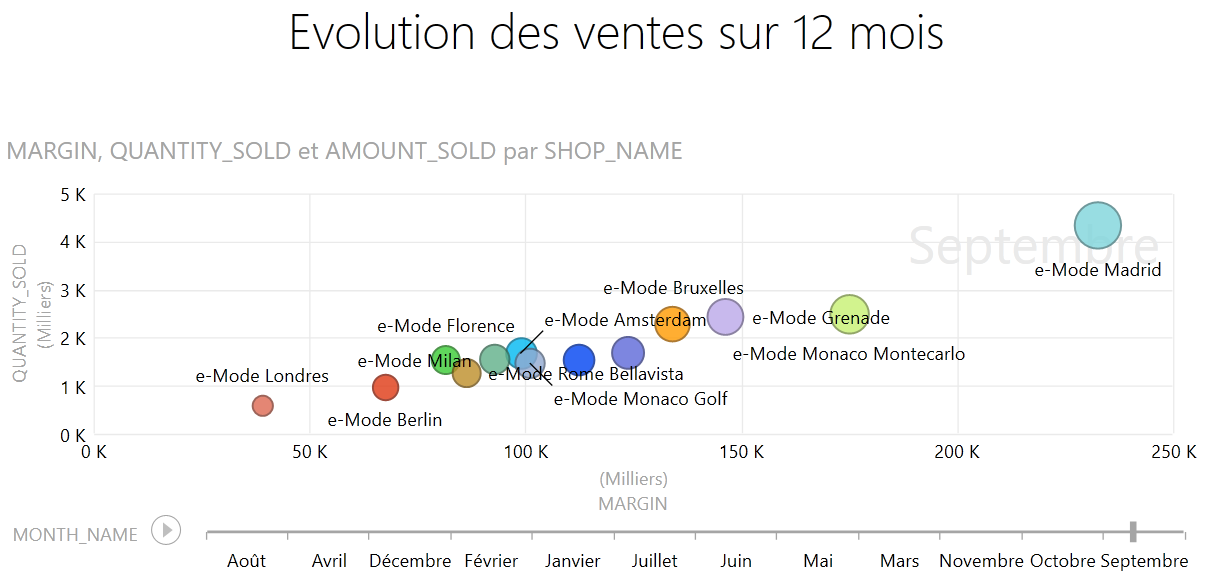 Evolution des ventes sur 12 mois
MARGIN, QUANTITY_SOLD et AMOUNT_SOLD par SHOP_NAME
QUANTITY_SOLD
(Milliers)
5 K
4 K
3 K
2 K
1 K
0 K
Septembre
e-Mode Madrid
e-Mode Bruxelles
e-Mode Grenade
e-Mode Amsterdam
e-Mode Florence
e-Mode Monaco Montecarlo
e-Mode Milan
e-Mode Rome Bellavista
e-Mode Londres
e-Mode Monaco Golf
e-Mode Berlin
0 K 50 K 100 K 150 K 200 K 250 K
(Milliers)
MARGIN
MONTH_NAME
Août Avril Décembre Février Janvier Juillet Juin Mai Mars Novembre Octobre Septembre